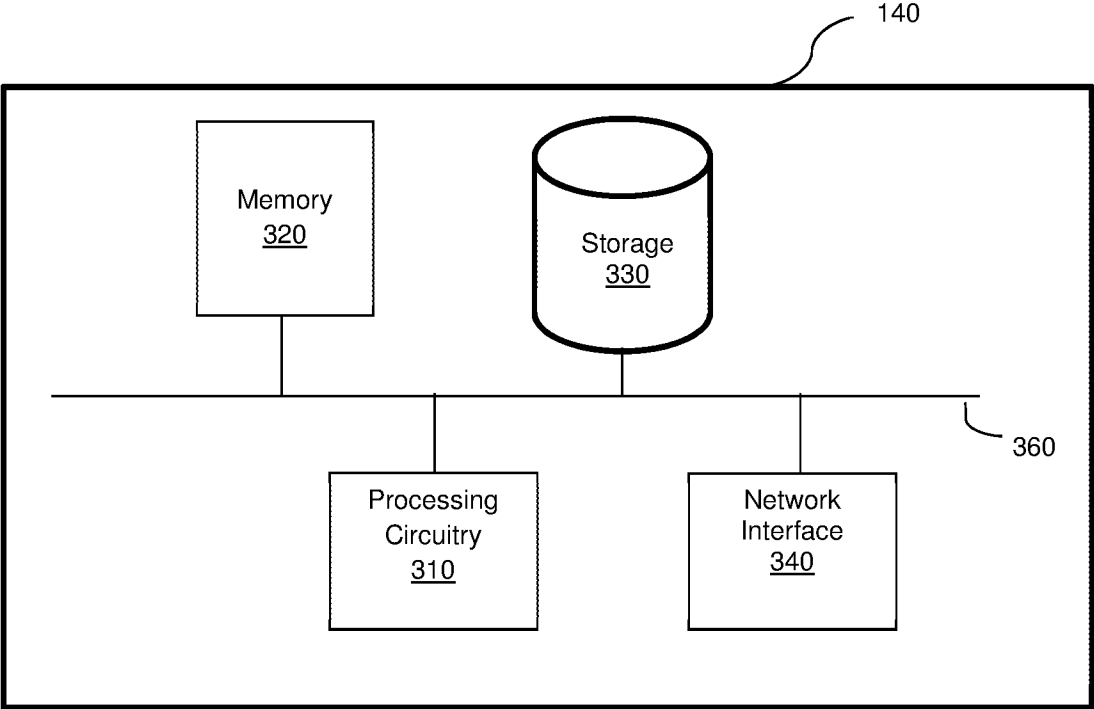 140
Memory
320
Storage
330
360
Processing
Circuitry
310
Network
Interface
340